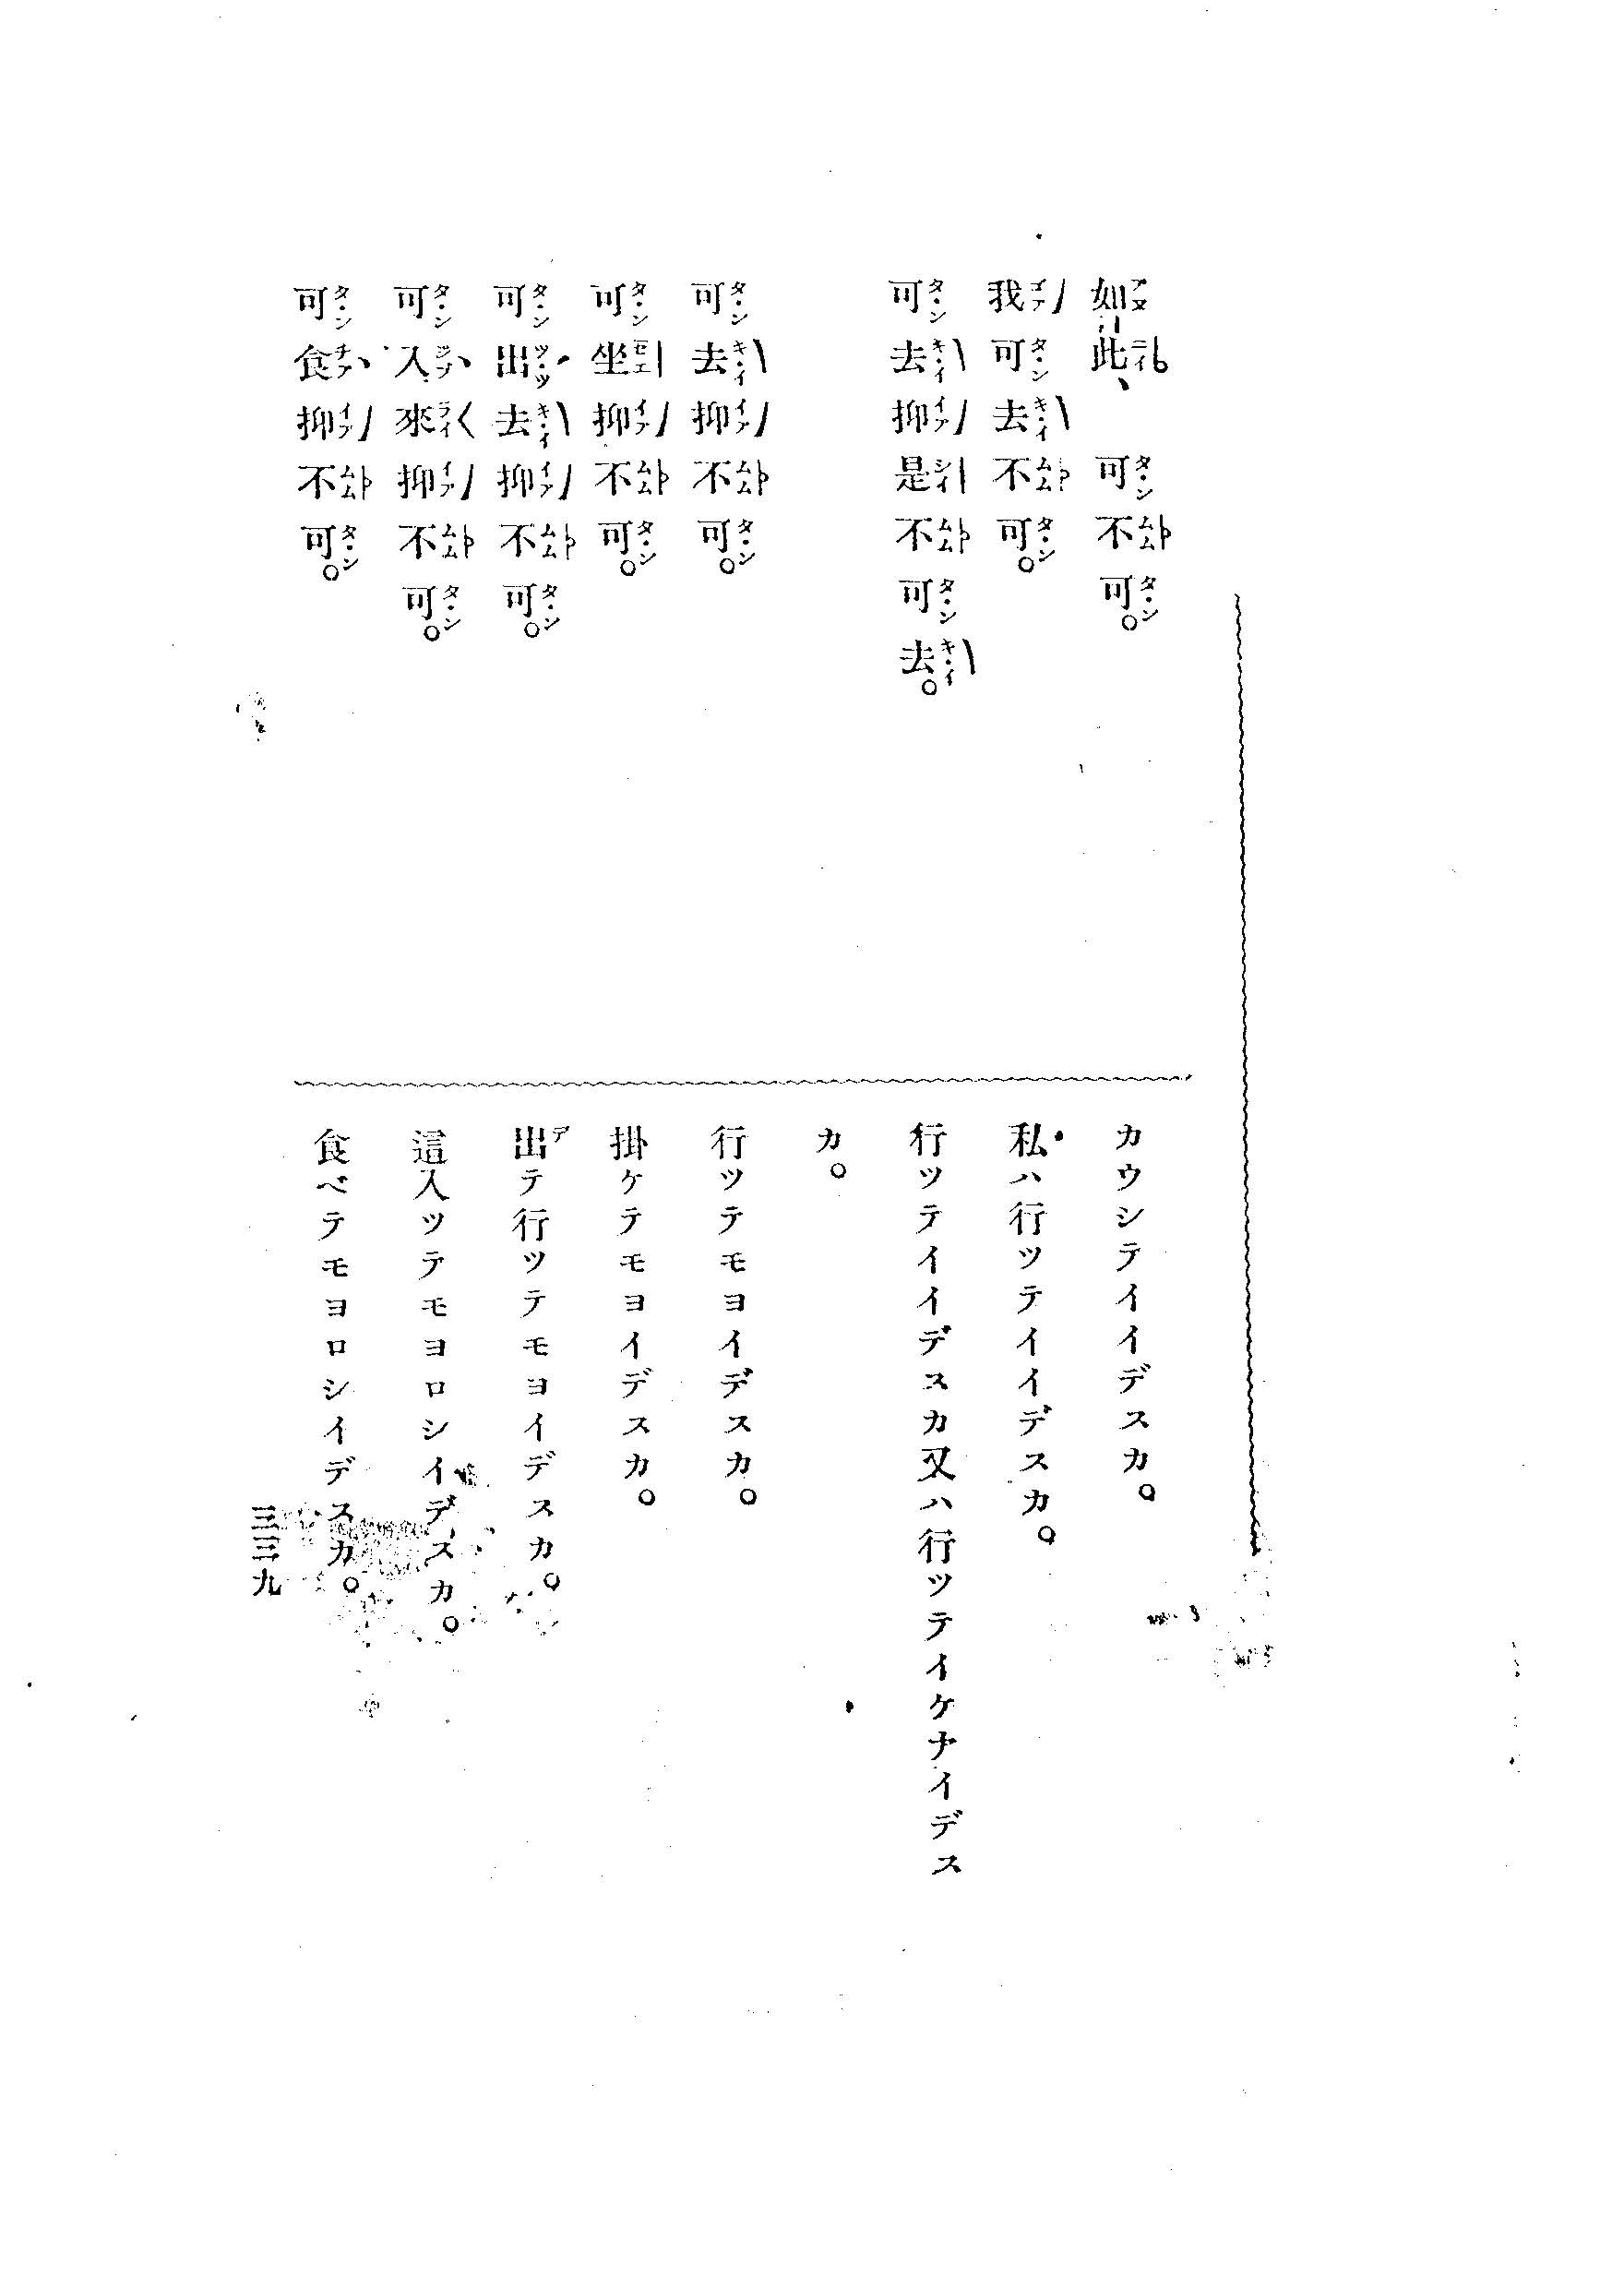 如此、可不可。
我可去不可。
可去抑是不可去。
可去抑不可。
可坐抑不可。
可出去抑不可。
可入來抑不可。
可食抑不可。
カウシテイイデスカ。
私ハ行ッテイイデスカ。
行ッテイイデスカ又ハ行ッテイケナイデス
カ。
行ッテモヨイデスカ。
掛ケテモヨイデスカ。
出テ行ッテモヨイデスカ。
這入ッテモヨロシイデスカ。
食ベテモヨロシイデスカ。
三三九